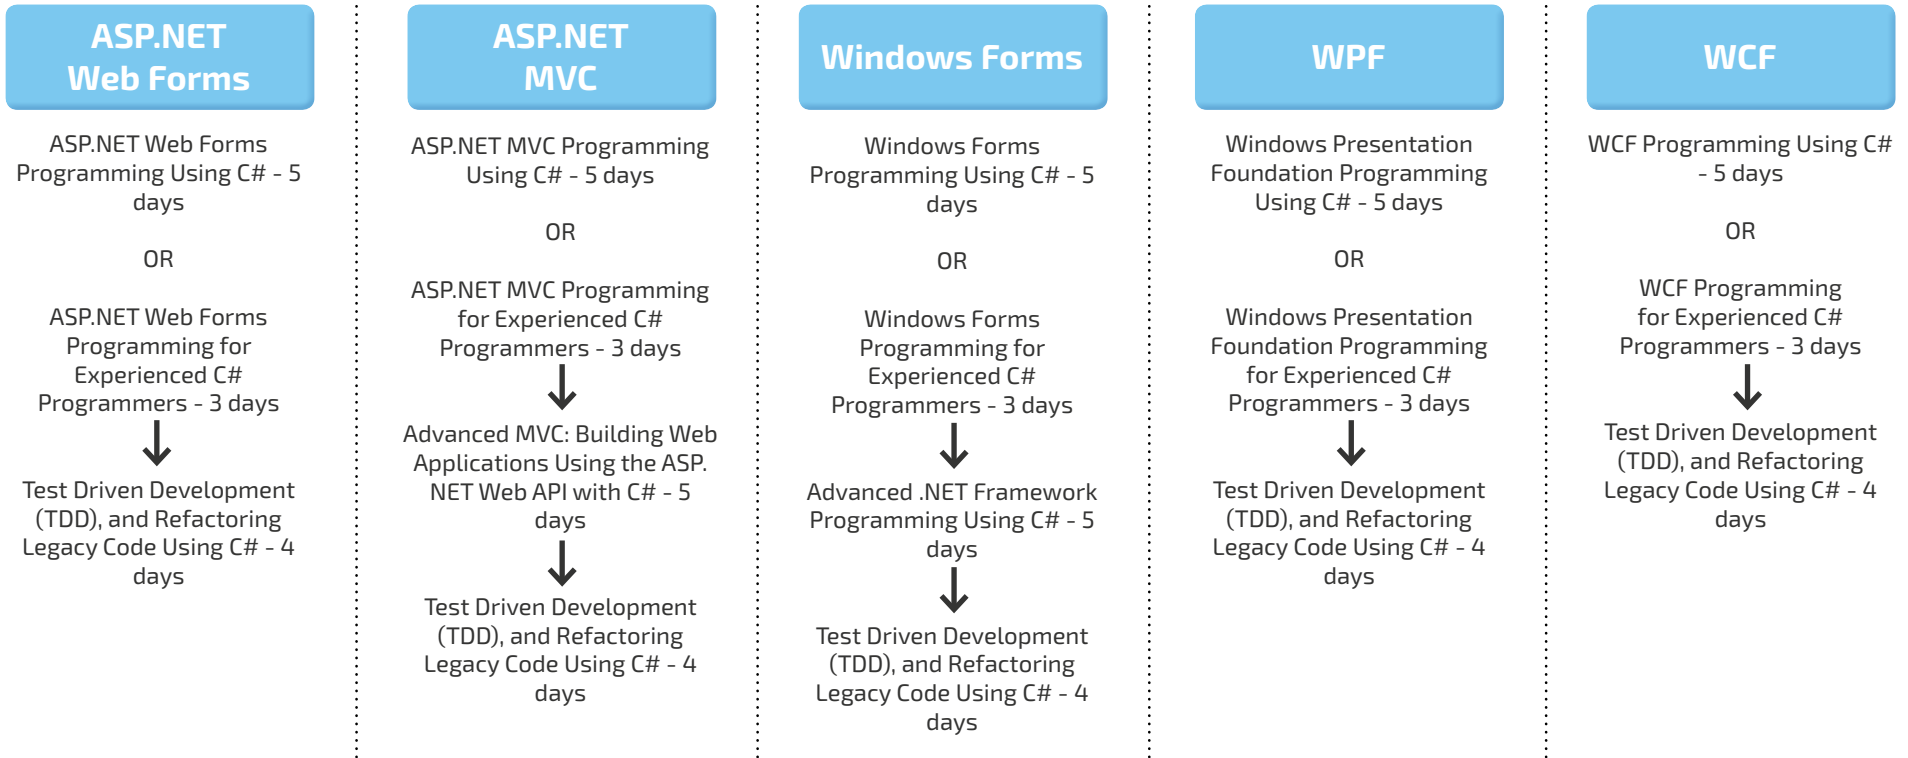 ASP.NET
Web Forms
ASP.NET Web Forms
Programming Using C# - 5
days
OR
ASP.NET Web Forms
Programming for
Experienced C#
Programmers - 3 days
Test Driven Development
(TDD), and Refactoring
Legacy Code Using C# - 4
days
ASP.NET
MVC
ASP.NET MVC Programming
Using C# - 5 days
OR
ASP.NET MVC Programming
for Experienced C#
Programmers - 3 days
Advanced MVC: Building Web
Applications Using the ASP.
NET Web API with C# - 5
days
Test Driven Development
(TDD), and Refactoring
Legacy Code Using C# - 4
days
Windows Forms
Windows Forms
Programming Using C# - 5
days
OR
Windows Forms
Programming for
Experienced C#
Programmers - 3 days
Advanced .NET Framework
Programming Using C# - 5
days
Test Driven Development
(TDD), and Refactoring
Legacy Code Using C# - 4
days
WPF
Windows Presentation
Foundation Programming
Using C# - 5 days
OR
Windows Presentation
Foundation Programming
for Experienced C#
Programmers - 3 days
Test Driven Development
(TDD), and Refactoring
Legacy Code Using C# - 4
days
WCF
WCF Programming Using C#
- 5 days
OR
WCF Programming
for Experienced C#
Programmers - 3 days
Test Driven Development
(TDD), and Refactoring
Legacy Code Using C# - 4
days